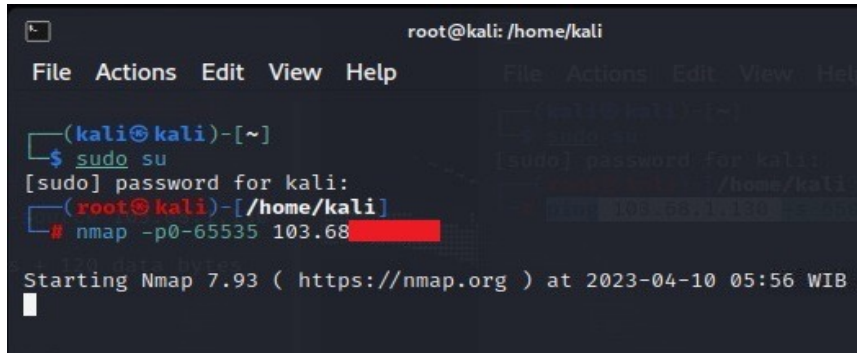 root@kali: /home/kali
File Actions Edit View Help
(kali㉿kali)-[~]
$ sudo su
[sudo] password for kali:
(root㉿kali)-[/home/kali]
# nmap -p0-65535 103.68
Starting Nmap 7.93 ( https://nmap.org ) at 2023-04-10 05:56 WIB